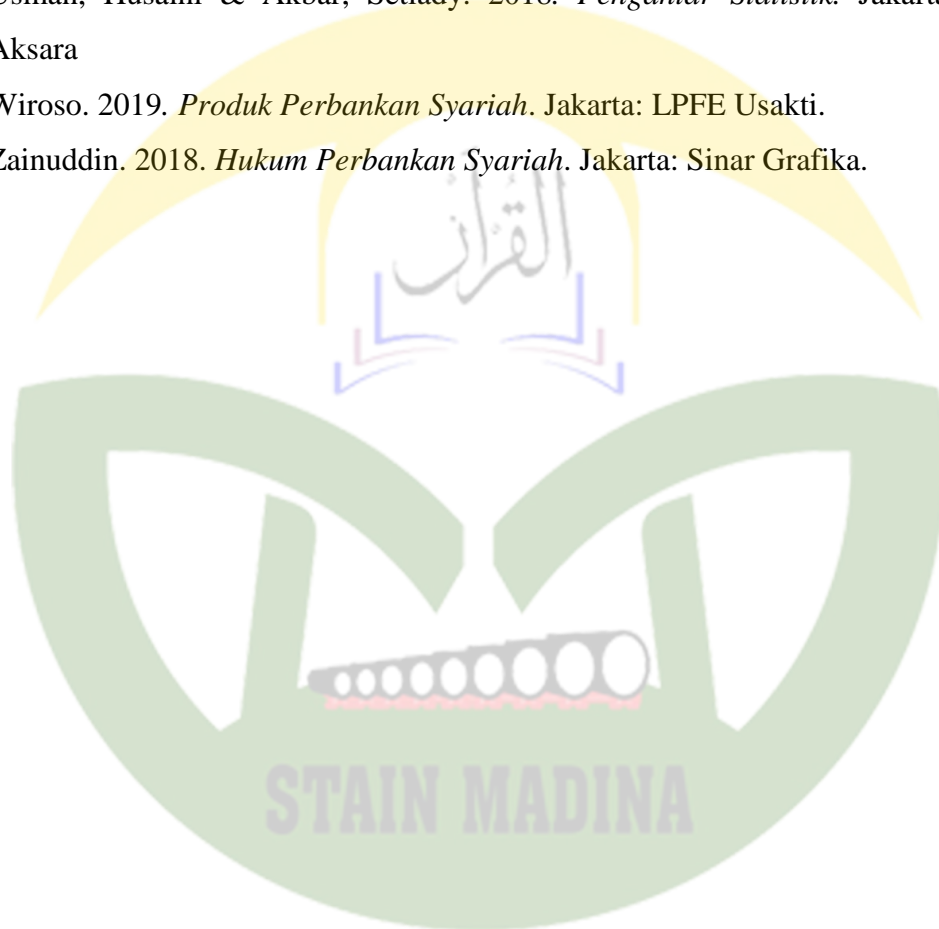 Usman, Husaini & Akbar, Setiady. 2018. Pengantar Statistik. Jakarta
Aksara
Wiroso. 2019. Produk Perbankan Syariah. Jakarta: LPFE Usakti.
Zainuddin. 2018. Hukum Perbankan Syariah. Jakarta: Sinar Grafika.
القرآن
STAIN MADINA